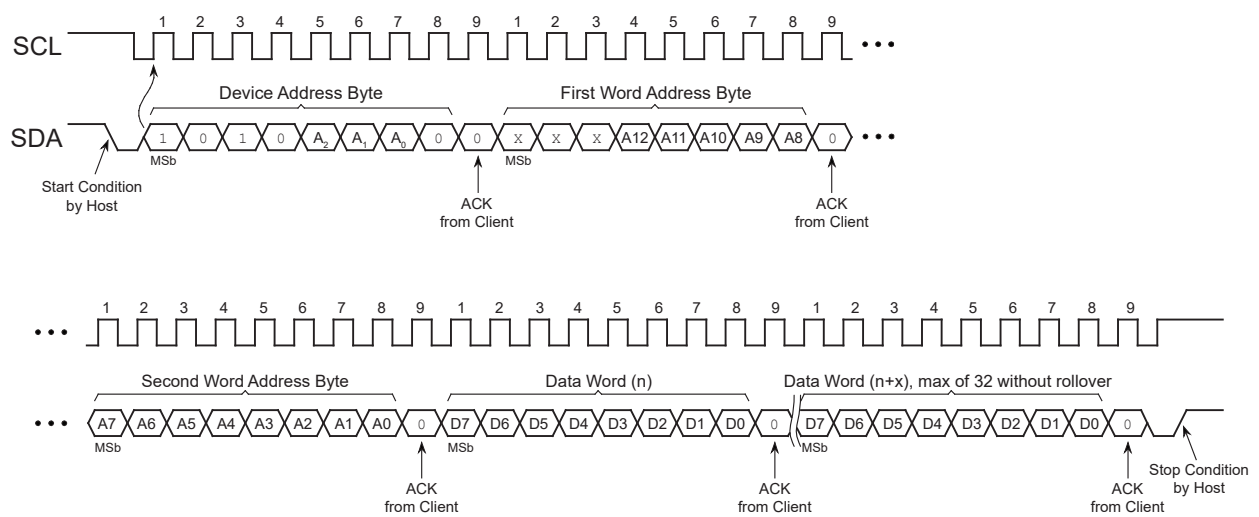 1 2 3 4 5 6 7 8 9 1 2 3 4 5 6 7 8 9
SCL
Device Address Byte First Word Address Byte
SDA 1 0 1 0 A2 A1 A0 0 0 X X X A12 A11 A10 A9 A8 0
MSb MSb
Start Condition
by Host
ACK
from Client
ACK
from Client
1 2 3 4 5 6 7 8 9 1 2 3 4 5 6 7 8 9 1 2 3 4 5 6 7 8 9
Second Word Address Byte Data Word (n) Data Word (n+x), max of 32 without rollover
A7 A6 A5 A4 A3 A2 A1 A0 0 D7 D6 D5 D4 D3 D2 D1 D0 0 D7 D6 D5 D4 D3 D2 D1 D0 0
MSb MSb MSb
ACK
from Client
ACK
from Client
ACK
from Client
Stop Condition
by Host